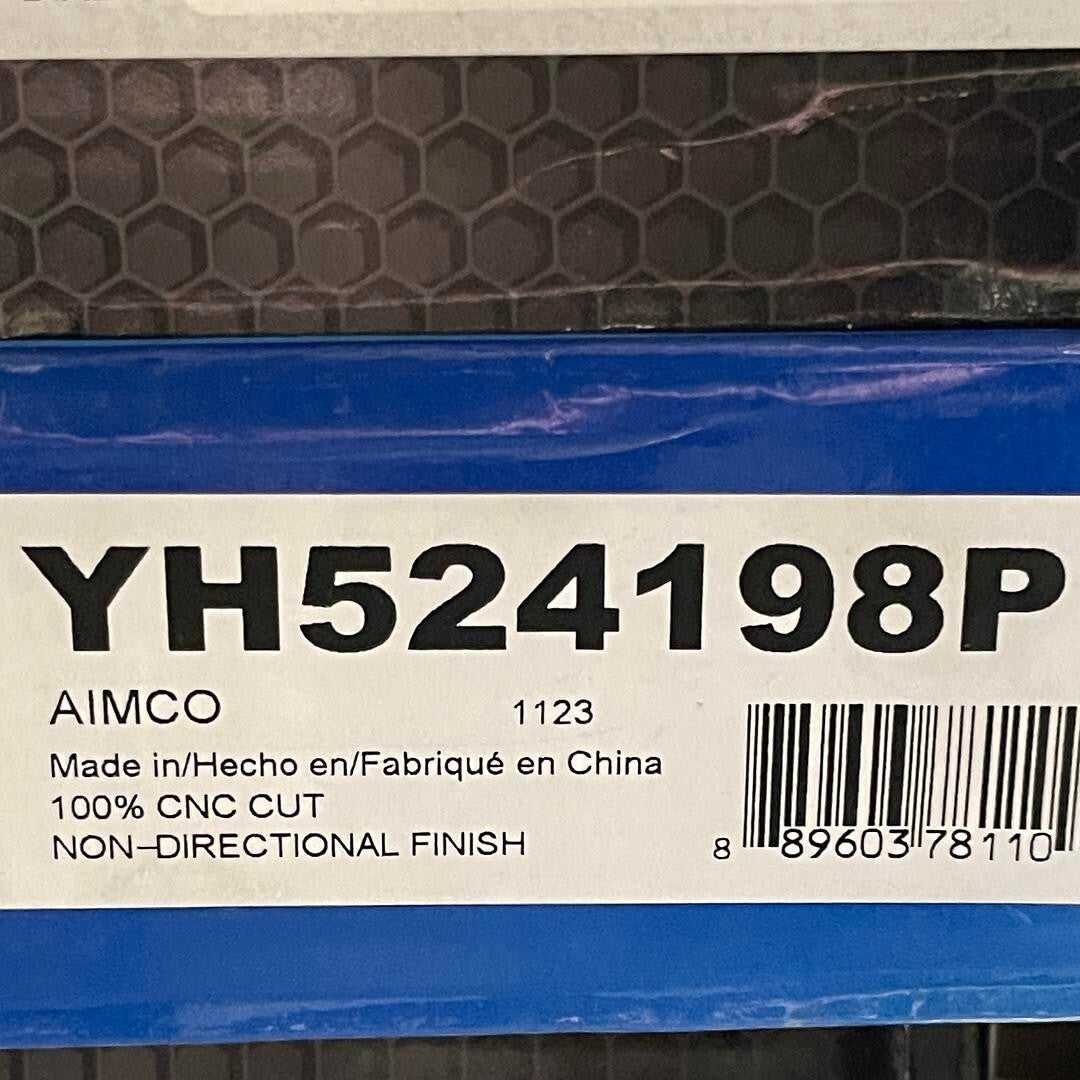 YH524198P
AIMCO 1123
Made in/Hecho en/Fabriqué en China
100% CNC CUT
NON-DIRECTIONAL FINISH
8 89603 78110